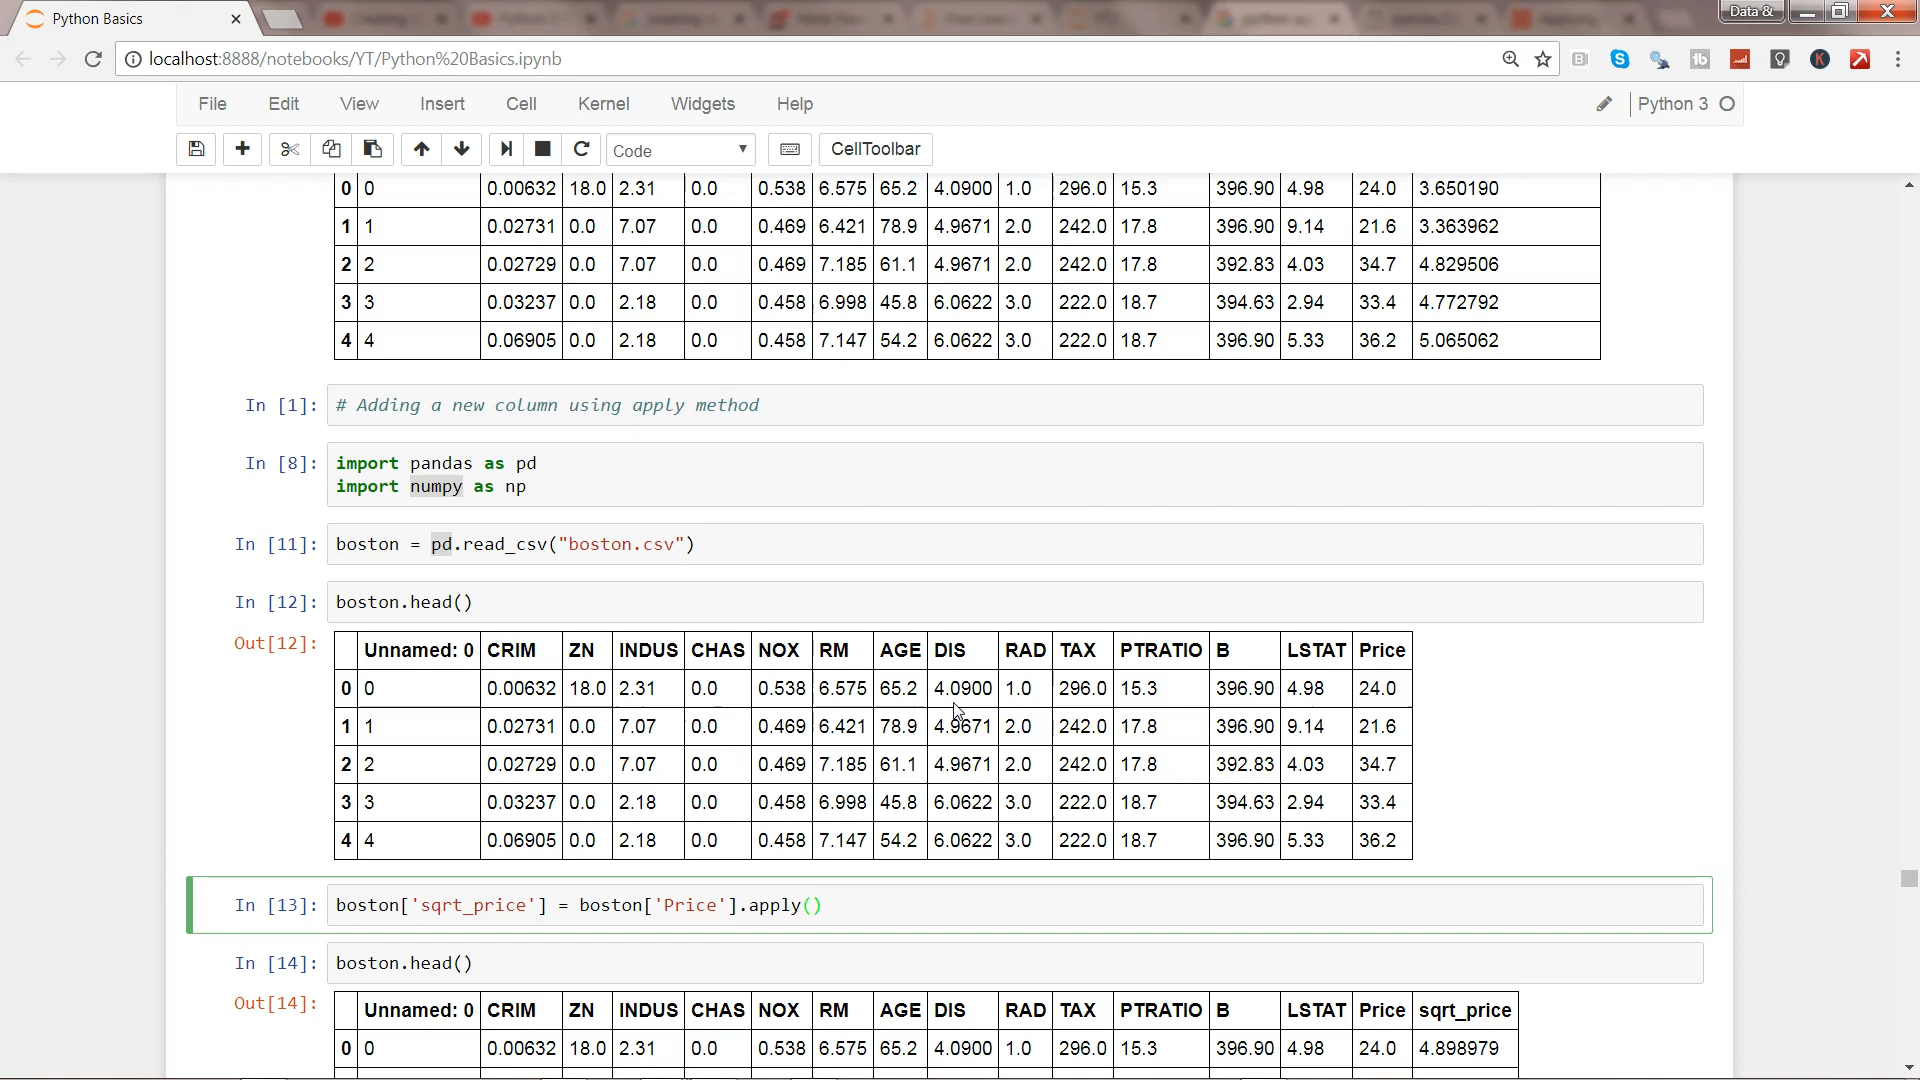 Python Basics
Data &
localhost:8888/notebooks/YT/Python%20Basics.ipynb
File Edit View Insert Cell Kernel Widgets Help Python 3
Code CellToolbar
0 0 0.00632 18.0 2.31 0.0 0.538 6.575 65.2 4.0900 1.0 296.0 15.3 396.90 4.98 24.0 3.650190
1 1 0.02731 0.0 7.07 0.0 0.469 6.421 78.9 4.9671 2.0 242.0 17.8 396.90 9.14 21.6 3.363962
2 2 0.02729 0.0 7.07 0.0 0.469 7.185 61.1 4.9671 2.0 242.0 17.8 392.83 4.03 34.7 4.829506
3 3 0.03237 0.0 2.18 0.0 0.458 6.998 45.8 6.0622 3.0 222.0 18.7 394.63 2.94 33.4 4.772792
4 4 0.06905 0.0 2.18 0.0 0.458 7.147 54.2 6.0622 3.0 222.0 18.7 396.90 5.33 36.2 5.065062
In [1]: # Adding a new column using apply method
In [8]: import pandas as pd
import numpy as np
In [11]: boston = pd.read_csv("boston.csv")
In [12]: boston.head()
Out[12]: Unnamed: 0 CRIM ZN INDUS CHAS NOX RM AGE DIS RAD TAX PTRATIO B LSTAT Price
0 0 0.00632 18.0 2.31 0.0 0.538 6.575 65.2 4.0900 1.0 296.0 15.3 396.90 4.98 24.0
1 1 0.02731 0.0 7.07 0.0 0.469 6.421 78.9 4.9671 2.0 242.0 17.8 396.90 9.14 21.6
2 2 0.02729 0.0 7.07 0.0 0.469 7.185 61.1 4.9671 2.0 242.0 17.8 392.83 4.03 34.7
3 3 0.03237 0.0 2.18 0.0 0.458 6.998 45.8 6.0622 3.0 222.0 18.7 394.63 2.94 33.4
4 4 0.06905 0.0 2.18 0.0 0.458 7.147 54.2 6.0622 3.0 222.0 18.7 396.90 5.33 36.2
In [13]: boston['sqrt_price'] = boston['Price'].apply()
In [14]: boston.head()
Out[14]: Unnamed: 0 CRIM ZN INDUS CHAS NOX RM AGE DIS RAD TAX PTRATIO B LSTAT Price sqrt_price
0 0 0.00632 18.0 2.31 0.0 0.538 6.575 65.2 4.0900 1.0 296.0 15.3 396.90 4.98 24.0 4.898979